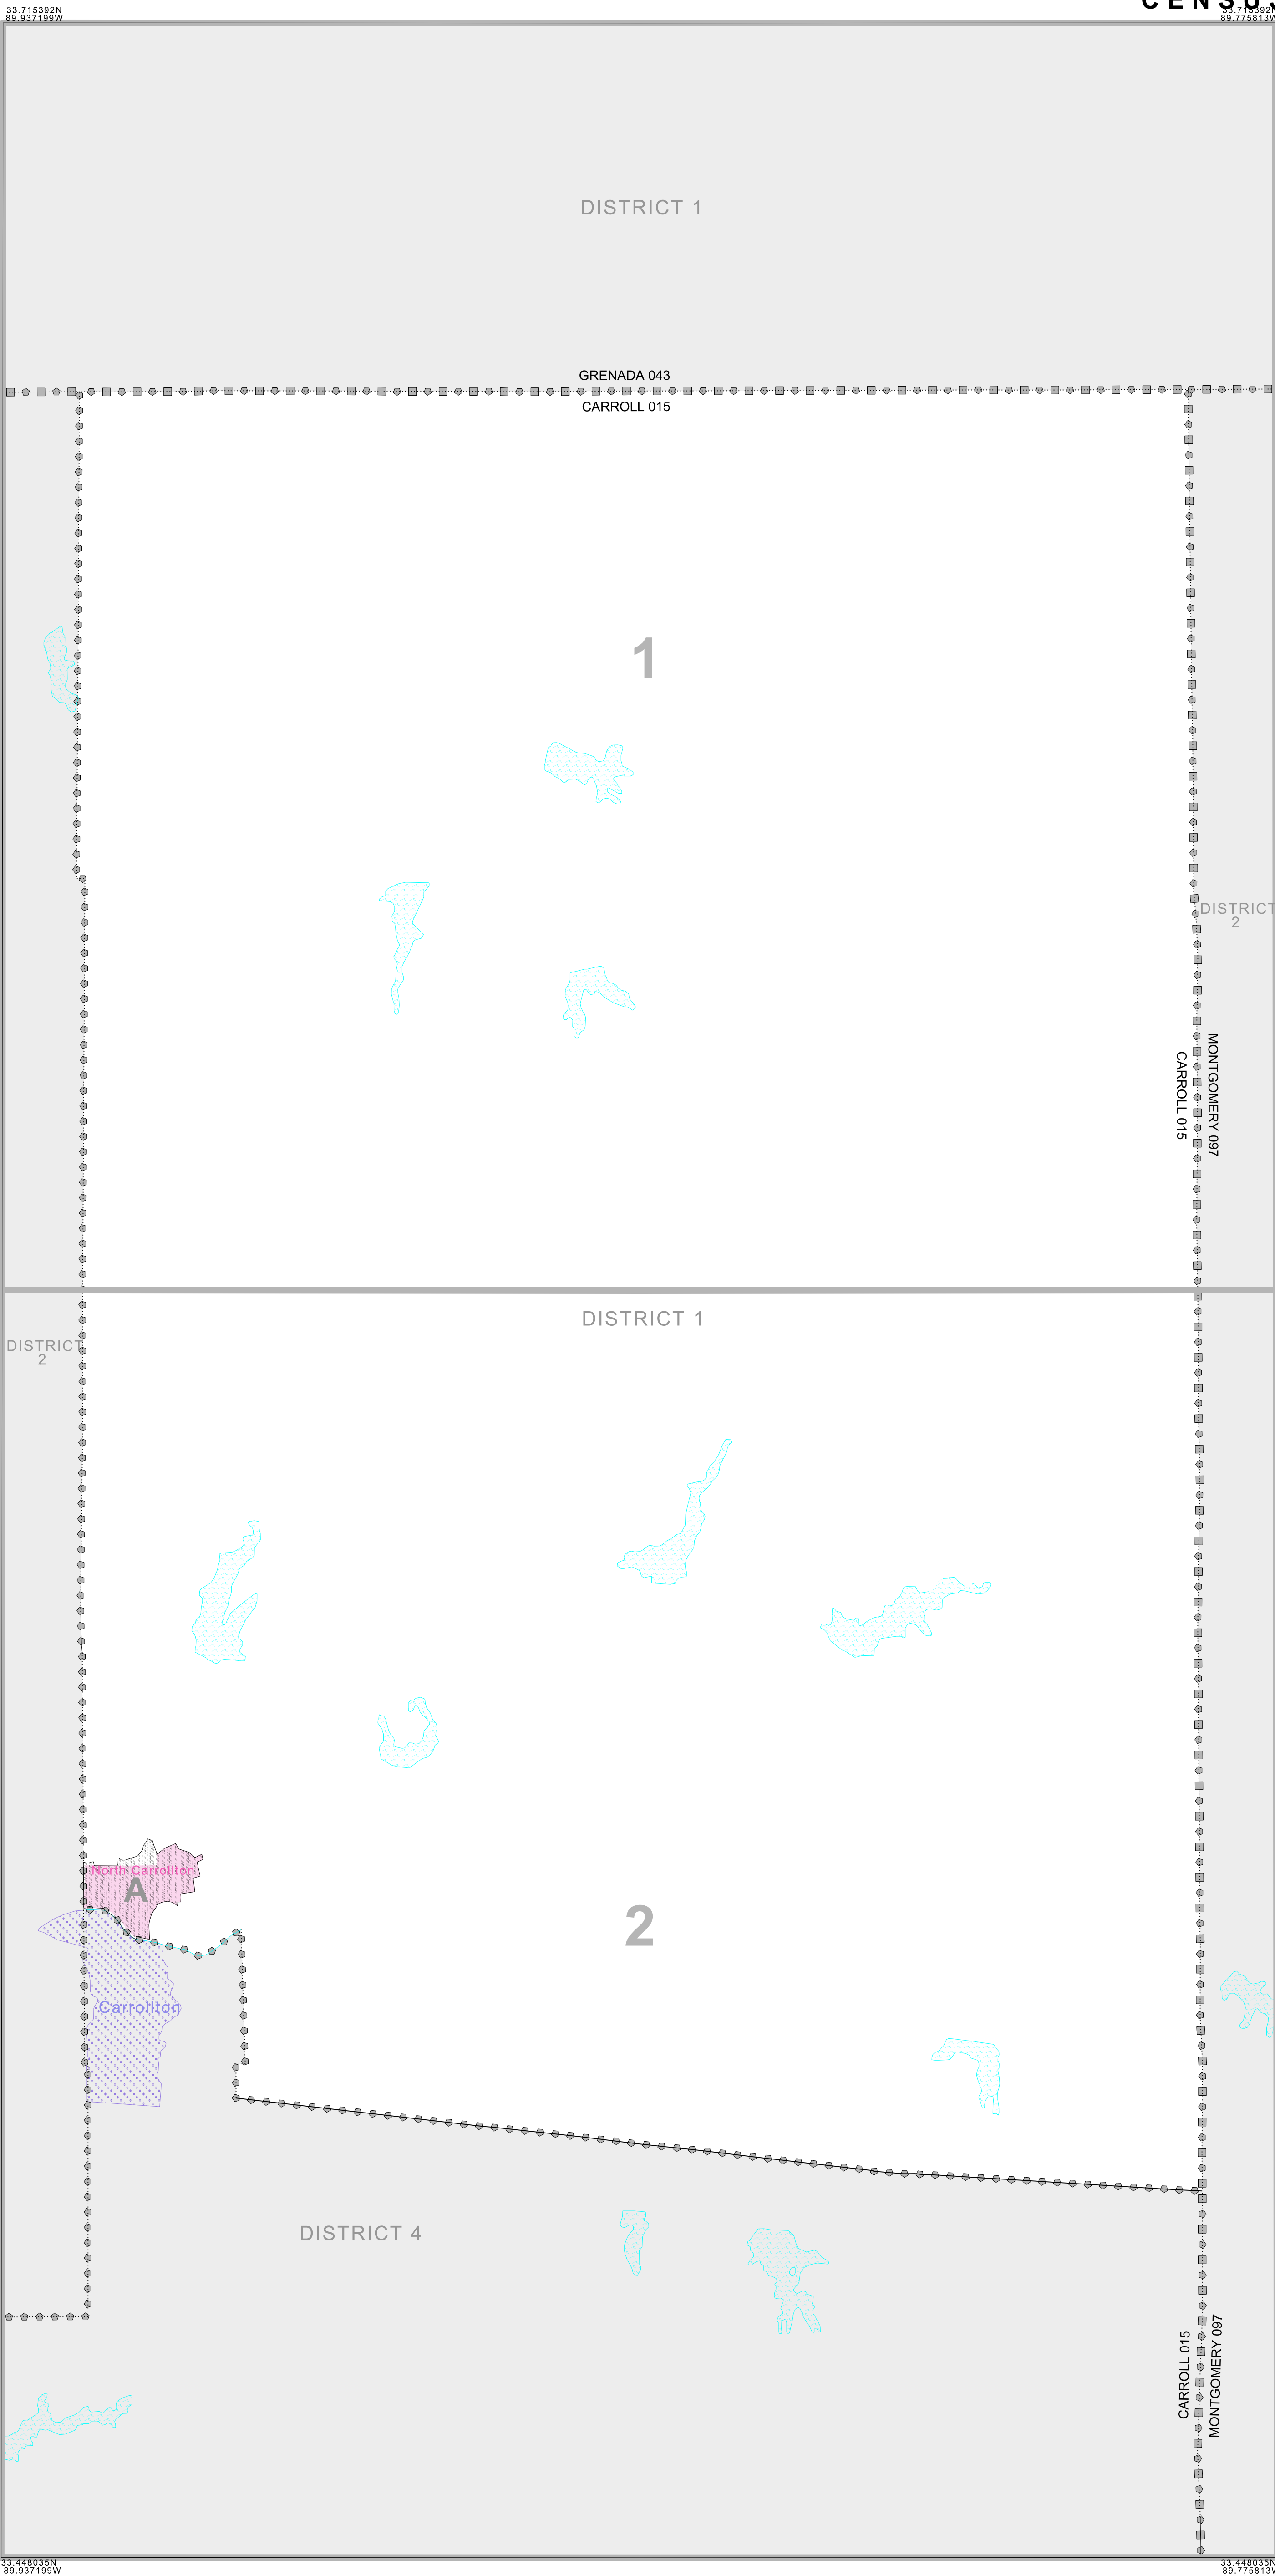 CENSUS
33.715392N
89.937199W
33.715392N
89.775813W
DISTRICT 1
GRENADA 043
CARROLL 015
1
DISTRICT
2
MONTGOMERY 097
CARROLL 015
DISTRICT 1
DISTRICT
2
North Carrollton
A
2
Carrollton
DISTRICT 4
CARROLL 015
MONTGOMERY 097
33.448035N
89.937199W
33.448035N
89.775813W